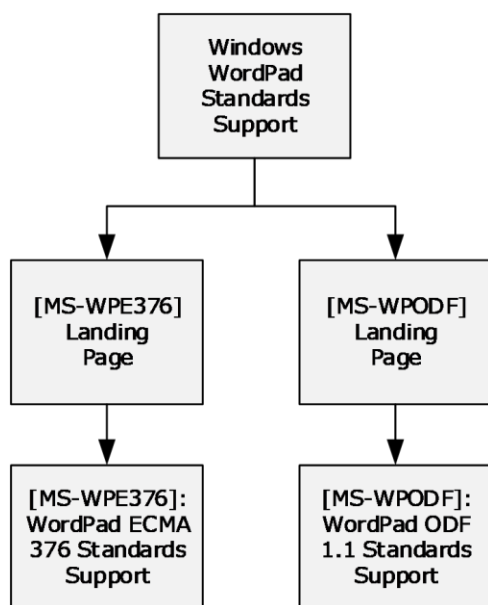 Windows
WordPad
Standards
Support
[MS-WPE376]
Landing
Page
[MS-WPODF]
Landing
Page
[MS-WPE376]:
WordPad ECMA
376 Standards
Support
[MS-WPODF]:
WordPad ODF
1.1 Standards
Support